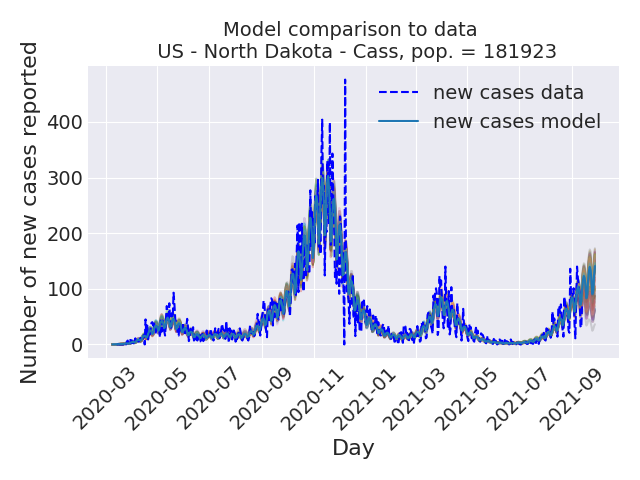 Model comparison to data
US - North Dakota - Cass, pop. = 181923
Number of new cases reported
400
300
200
100
0
new cases data
new cases model
2020-03
2020-05
2020-07
2020-09
2020-11
2021-01
2021-03
2021-05
2021-07
2021-09
Day